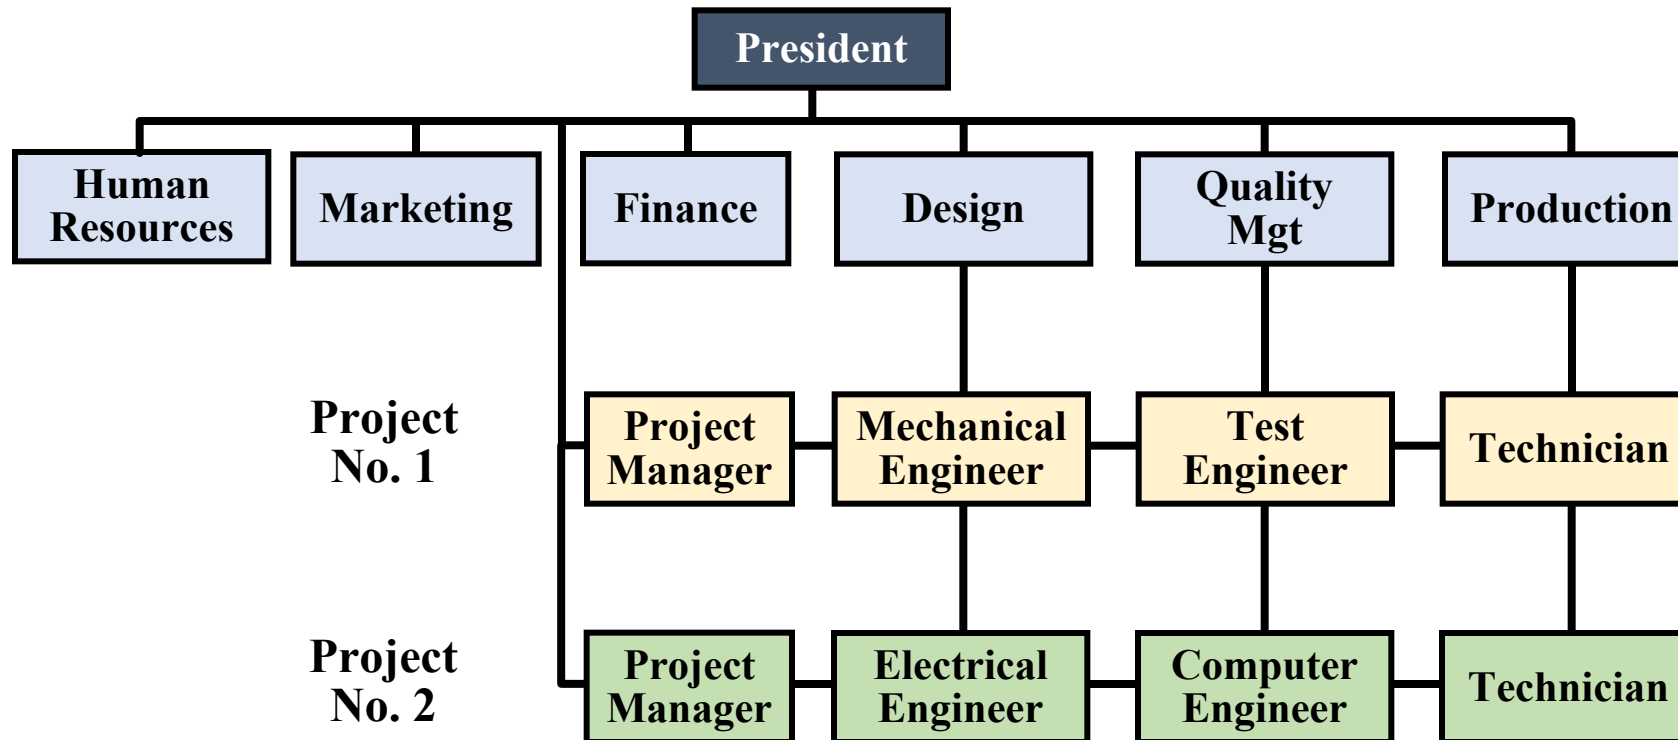 President
Human
Resources
Marketing
Finance
Design
Quality
Mgt
Production
Project
No. 1
Project
Manager
Mechanical
Engineer
Test
Engineer
Technician
Project
No. 2
Project
Manager
Electrical
Engineer
Computer
Engineer
Technician